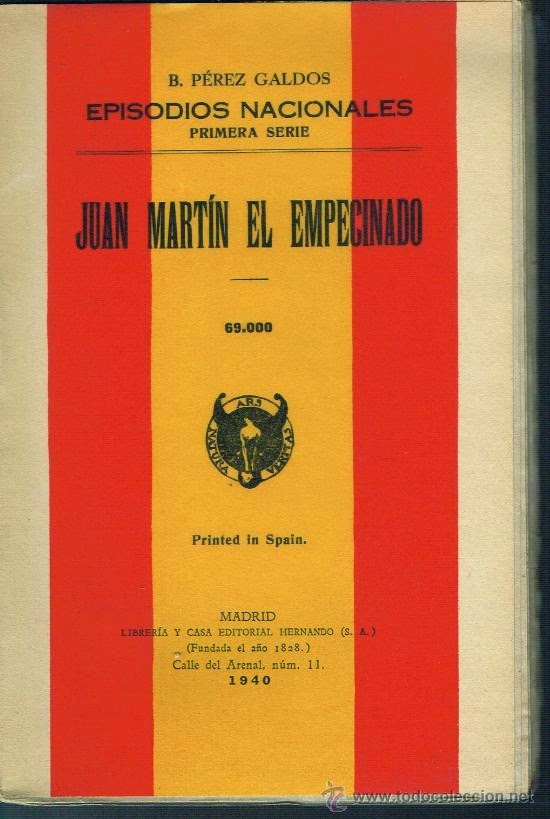 B. PÉREZ GALDOS
EPISODIOS NACIONALES
PRIMERA SERIE
JUAN MARTÍN EL EMPECINADO
69.000
ARS
NATURA
VERITAS
Printed in Spain.
MADRID
LIBRERÍA Y CASA EDITORIAL HERNANDO (S. A.)
(Fundada el año 1828.)
Calle del Arenal, núm. 11.
1940
www.todocoleccion.net